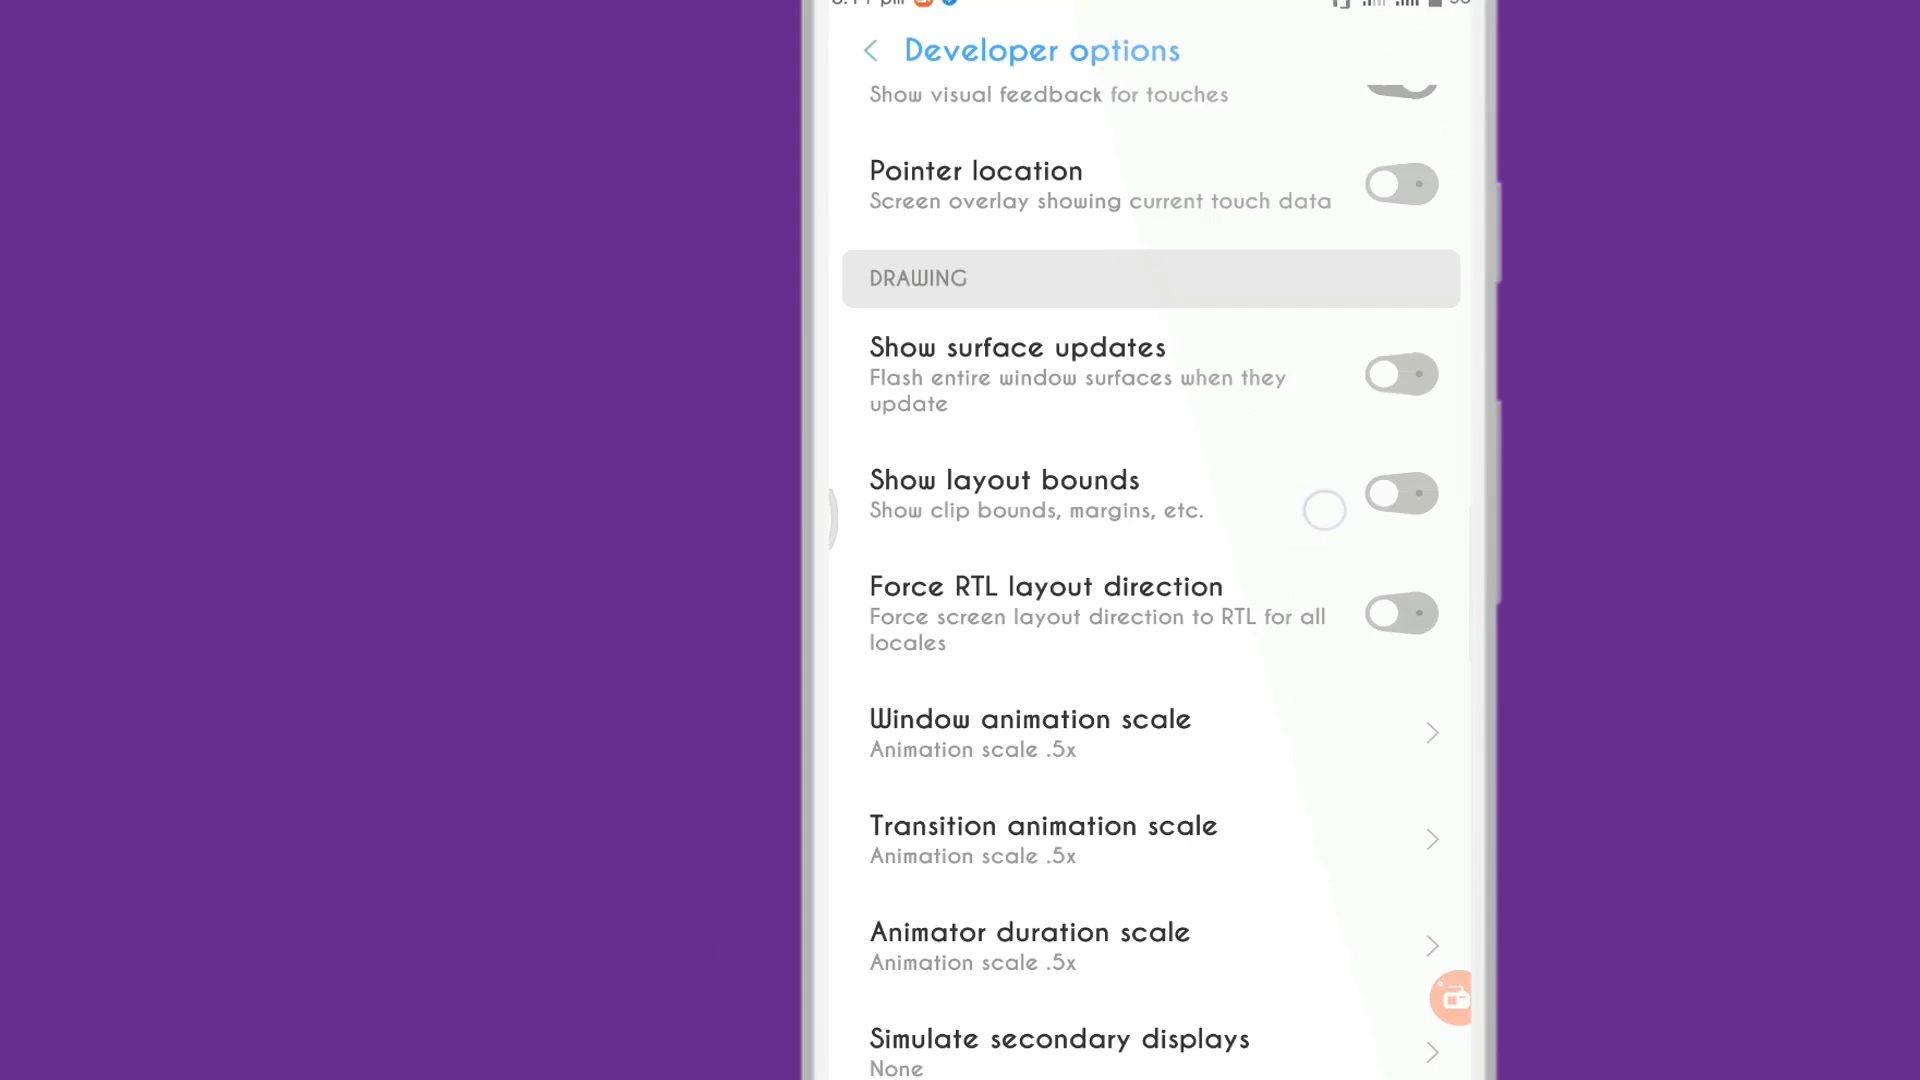 Developer options
Show visual feedback for touches
Pointer location
Screen overlay showing current touch data
DRAWING
Show surface updates
Flash entire window surfaces when they
update
Show layout bounds
Show clip bounds, margins, etc.
Force RTL layout direction
Force screen layout direction to RTL for all
locales
Window animation scale
Animation scale .5x
Transition animation scale
Animation scale .5x
Animator duration scale
Animation scale .5x
Simulate secondary displays
None